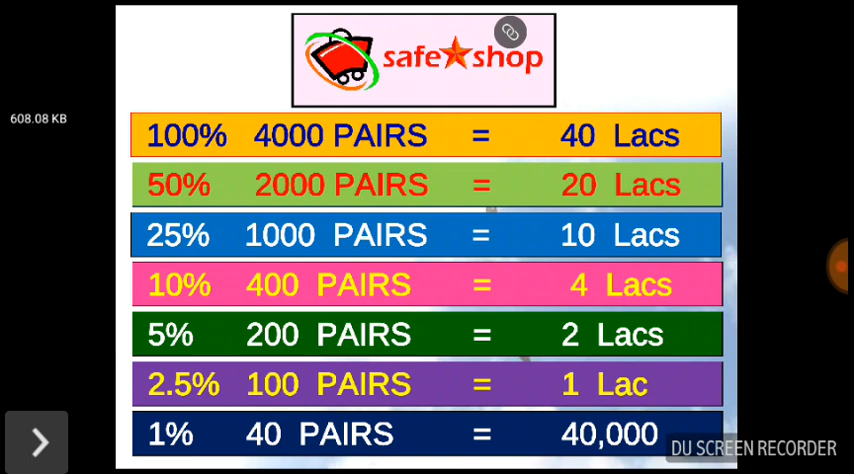 safe shop
608.08 KB
100% 4000 PAIRS = 40 Lacs
50% 2000 PAIRS = 20 Lacs
25% 1000 PAIRS = 10 Lacs
10% 400 PAIRS = 4 Lacs
5% 200 PAIRS = 2 Lacs
2.5% 100 PAIRS = 1 Lac
1% 40 PAIRS = 40,000
DU SCREEN RECORDER